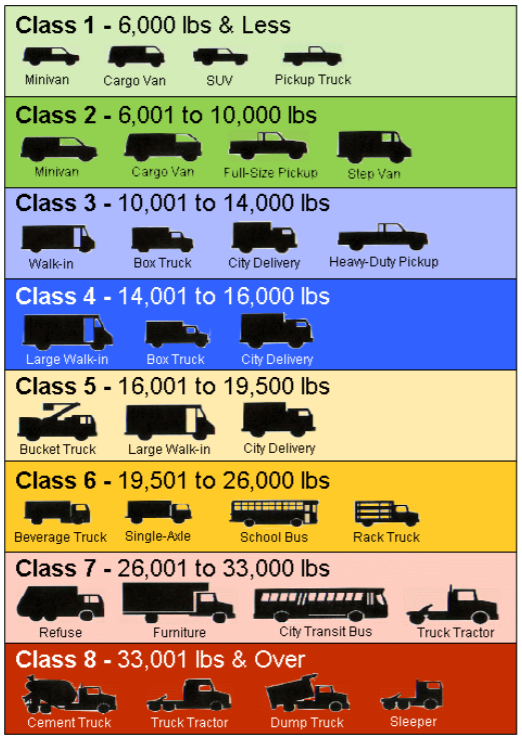 Class 1 - 6,000 lbs & Less
Minivan Cargo Van SUV Pickup Truck
Class 2 - 6,001 to 10,000 lbs
Minivan Cargo Van Full-Size Pickup Step Van
Class 3 - 10,001 to 14,000 lbs
Walk-in Box Truck City Delivery Heavy-Duty Pickup
Class 4 - 14,001 to 16,000 lbs
Large Walk-in Box Truck City Delivery
Class 5 - 16,001 to 19,500 lbs
Bucket Truck Large Walk-in City Delivery
Class 6 - 19,501 to 26,000 lbs
Beverage Truck Single-Axle School Bus Rack Truck
Class 7 - 26,001 to 33,000 lbs
Refuse Furniture City Transit Bus Truck Tractor
Class 8 - 33,001 lbs & Over
Cement Truck Truck Tractor Dump Truck Sleeper